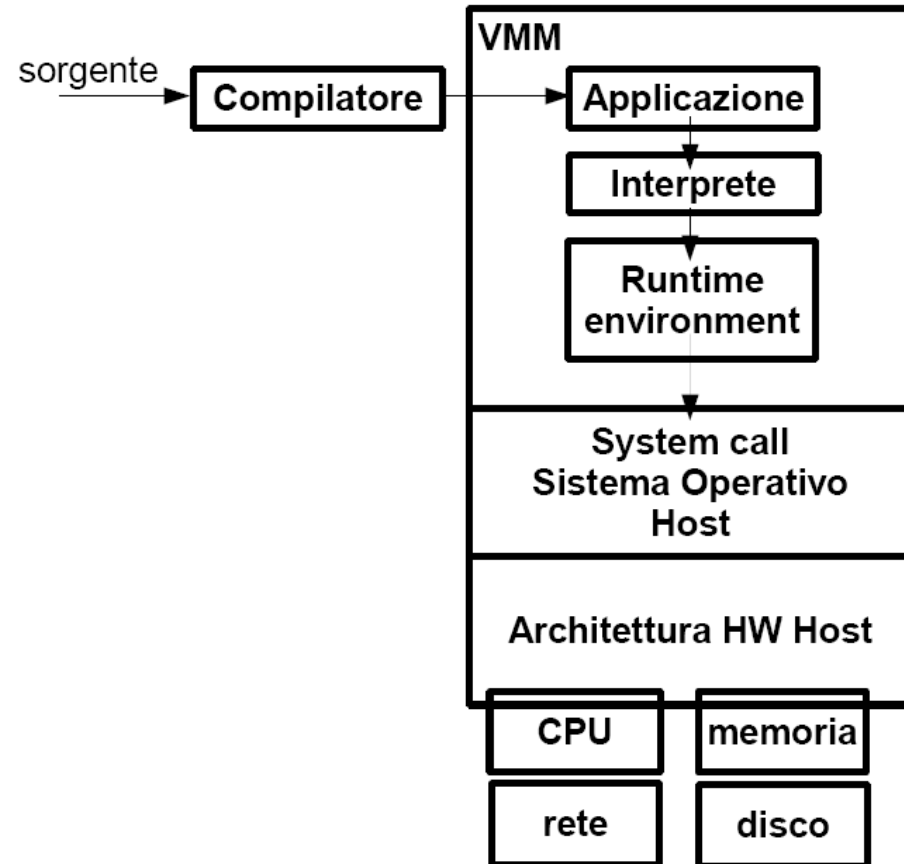 VMM
sorgente
Compilatore
Applicazione
Interprete
Runtime
environment
System call
Sistema Operativo
Host
Architettura HW Host
CPU
memoria
rete
disco